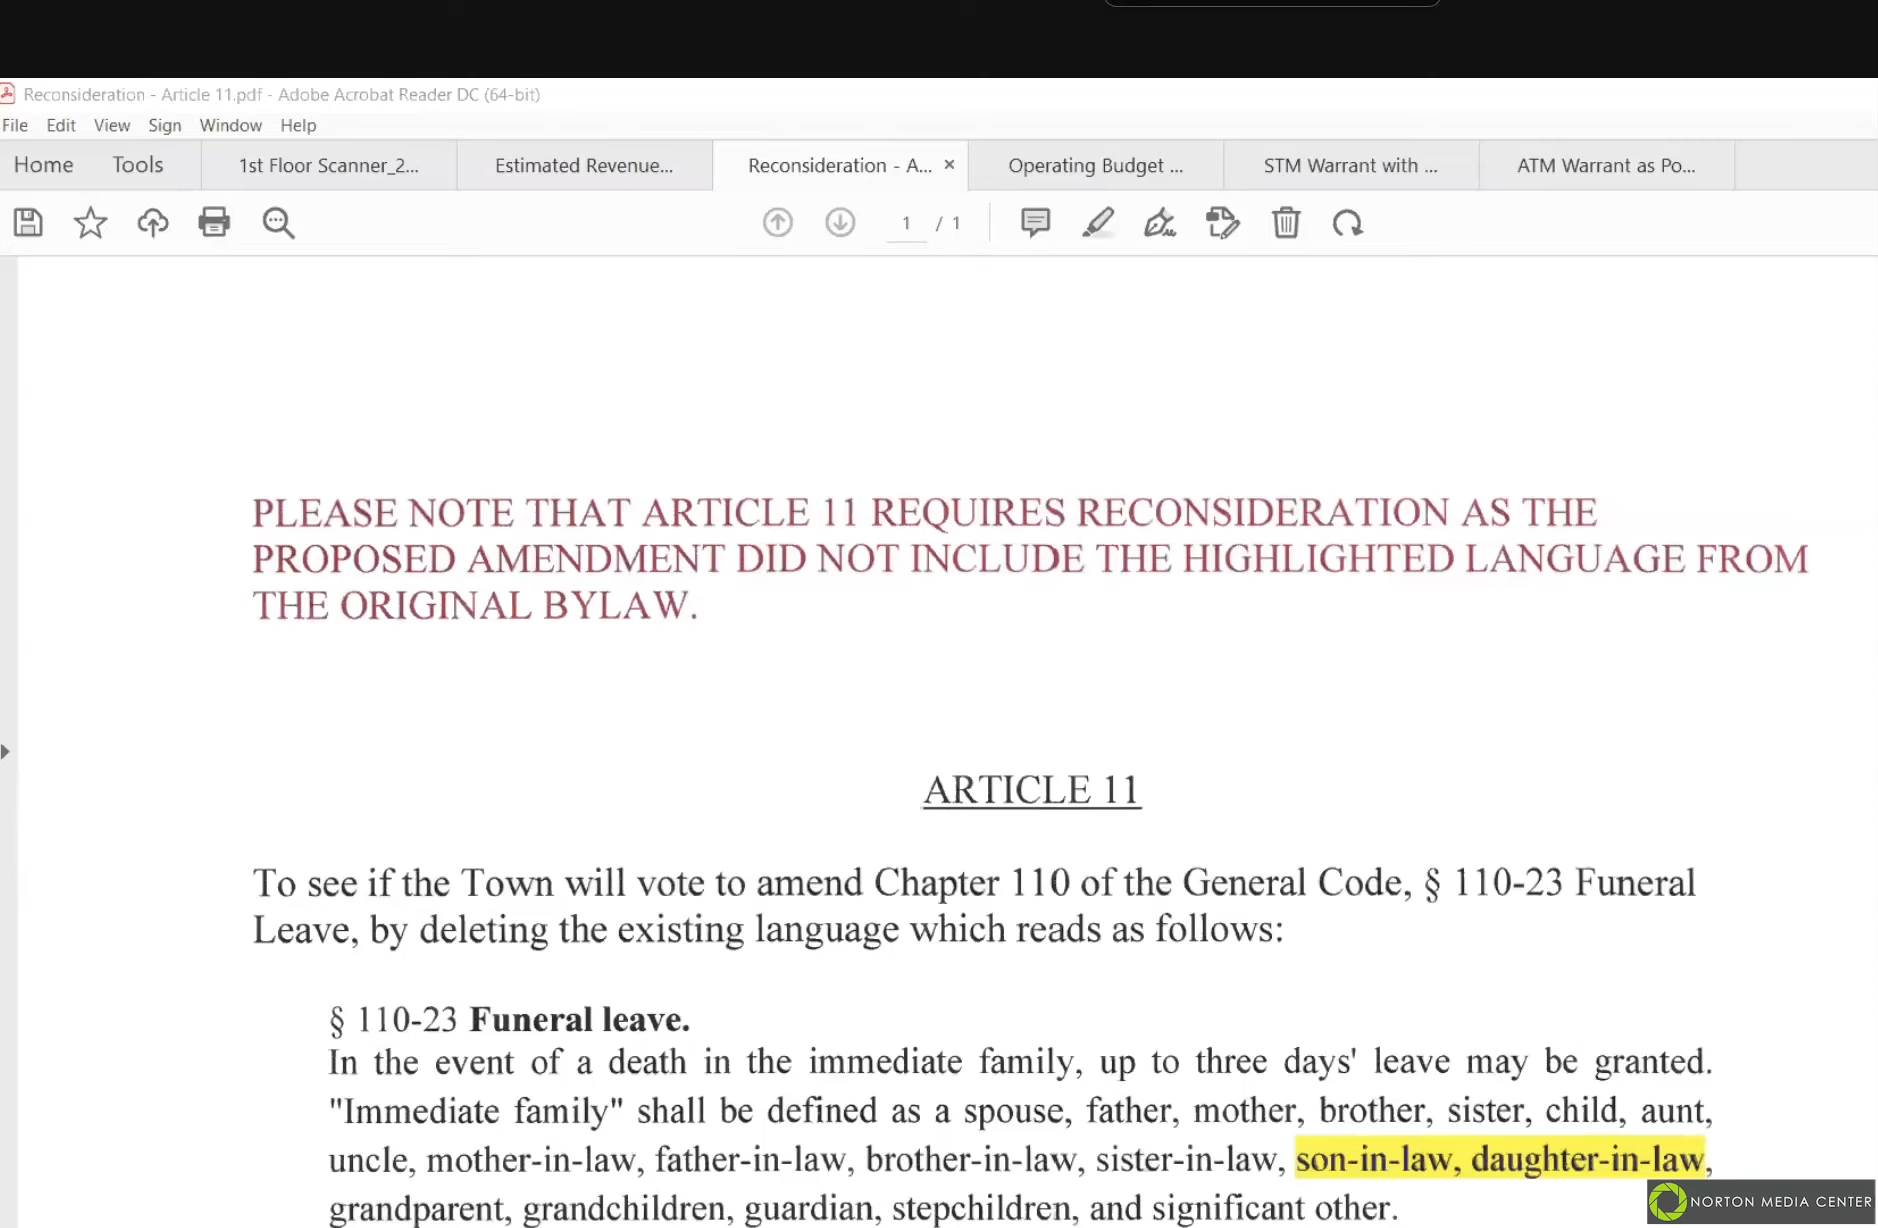 Reconsideration - Article 11.pdf - Adobe Acrobat Reader DC (64-bit)
File Edit View Sign Window Help
Home Tools 1st Floor Scanner_2... Estimated Revenue... Reconsideration - A... × Operating Budget ... STM Warrant with ... ATM Warrant as Po...
1 / 1
PLEASE NOTE THAT ARTICLE 11 REQUIRES RECONSIDERATION AS THE
PROPOSED AMENDMENT DID NOT INCLUDE THE HIGHLIGHTED LANGUAGE FROM
THE ORIGINAL BYLAW.
ARTICLE 11
To see if the Town will vote to amend Chapter 110 of the General Code, § 110-23 Funeral
Leave, by deleting the existing language which reads as follows:
§ 110-23 Funeral leave.
In the event of a death in the immediate family, up to three days' leave may be granted.
"Immediate family" shall be defined as a spouse, father, mother, brother, sister, child, aunt,
uncle, mother-in-law, father-in-law, brother-in-law, sister-in-law, son-in-law, daughter-in-law,
grandparent, grandchildren, guardian, stepchildren, and significant other.
NORTON MEDIA CENTER